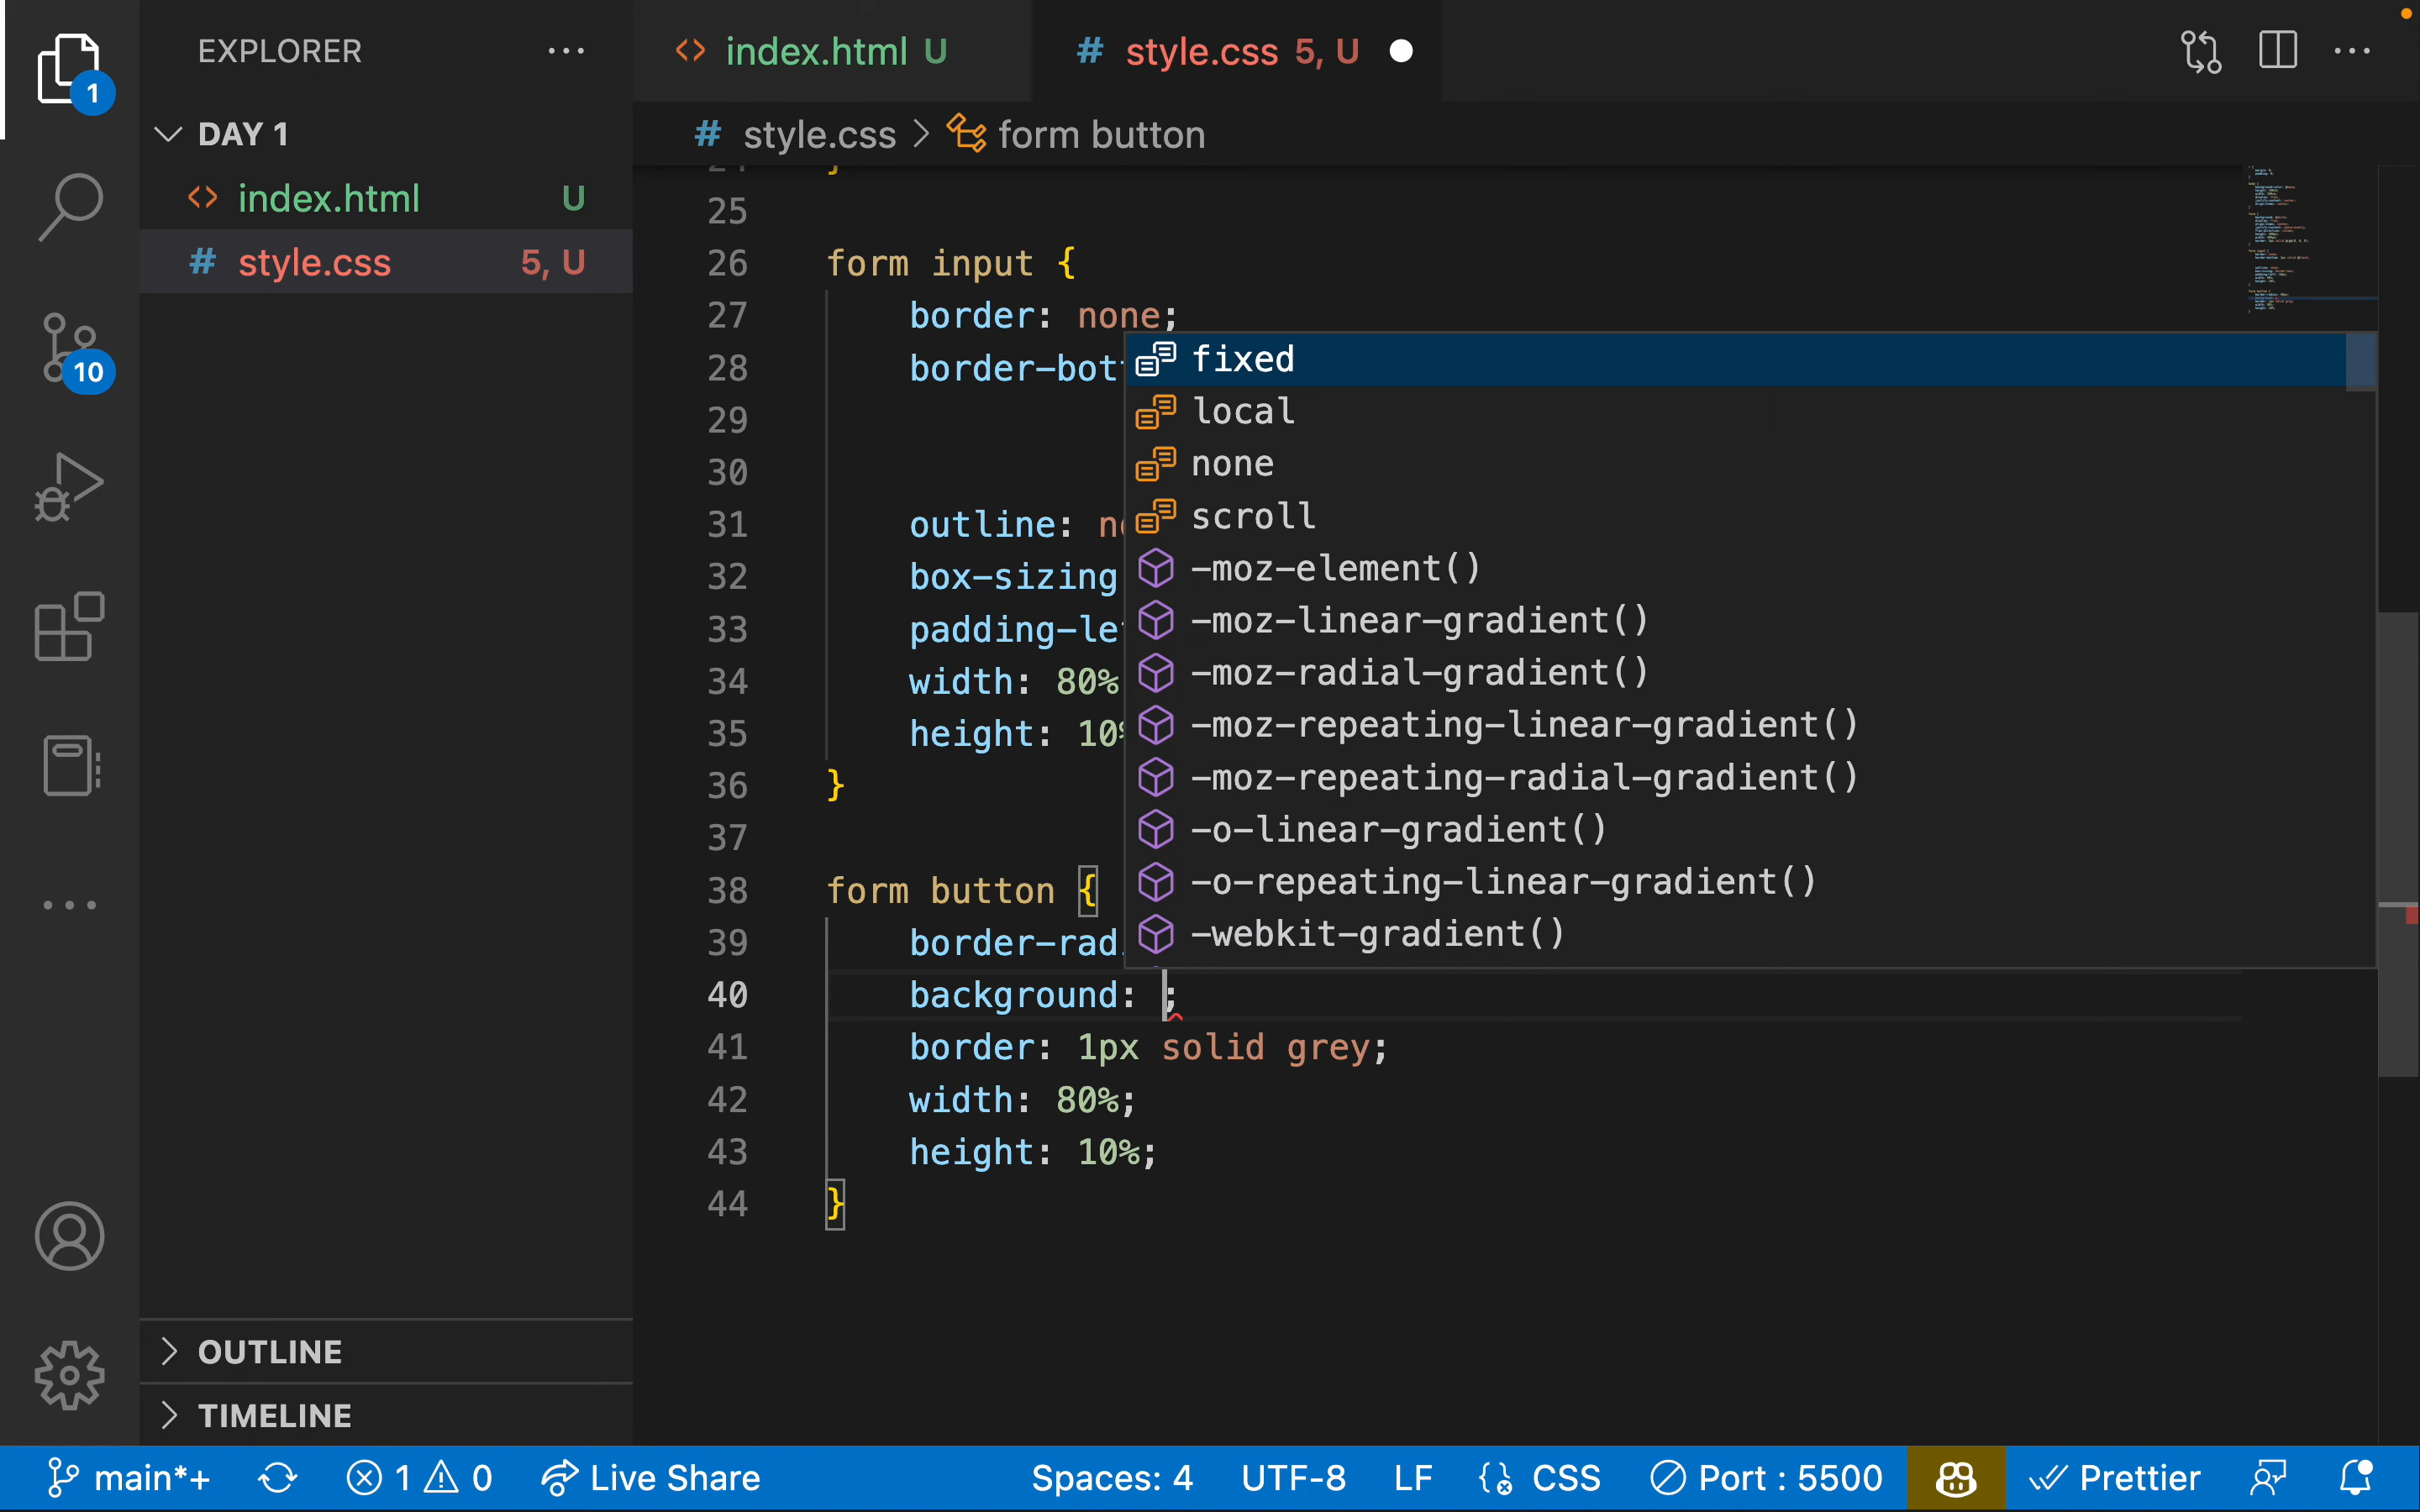 EXPLORER
index.html U
style.css 5, U
1
DAY 1
style.css > form button
index.html U
style.css 5, U
10
25
26 form input {
27 border: none;
28 border-bott
29
30
31 outline: n
32 box-sizing
33 padding-le
34 width: 80%
35 height: 10%
36 }
37
38 form button {
39 border-rad
40 background: ;
41 border: 1px solid grey;
42 width: 80%;
43 height: 10%;
44 }
fixed
local
none
scroll
-moz-element()
-moz-linear-gradient()
-moz-radial-gradient()
-moz-repeating-linear-gradient()
-moz-repeating-radial-gradient()
-o-linear-gradient()
-o-repeating-linear-gradient()
-webkit-gradient()
OUTLINE
TIMELINE
main*+ 1 0 Live Share Spaces: 4 UTF-8 LF CSS Port : 5500 Prettier